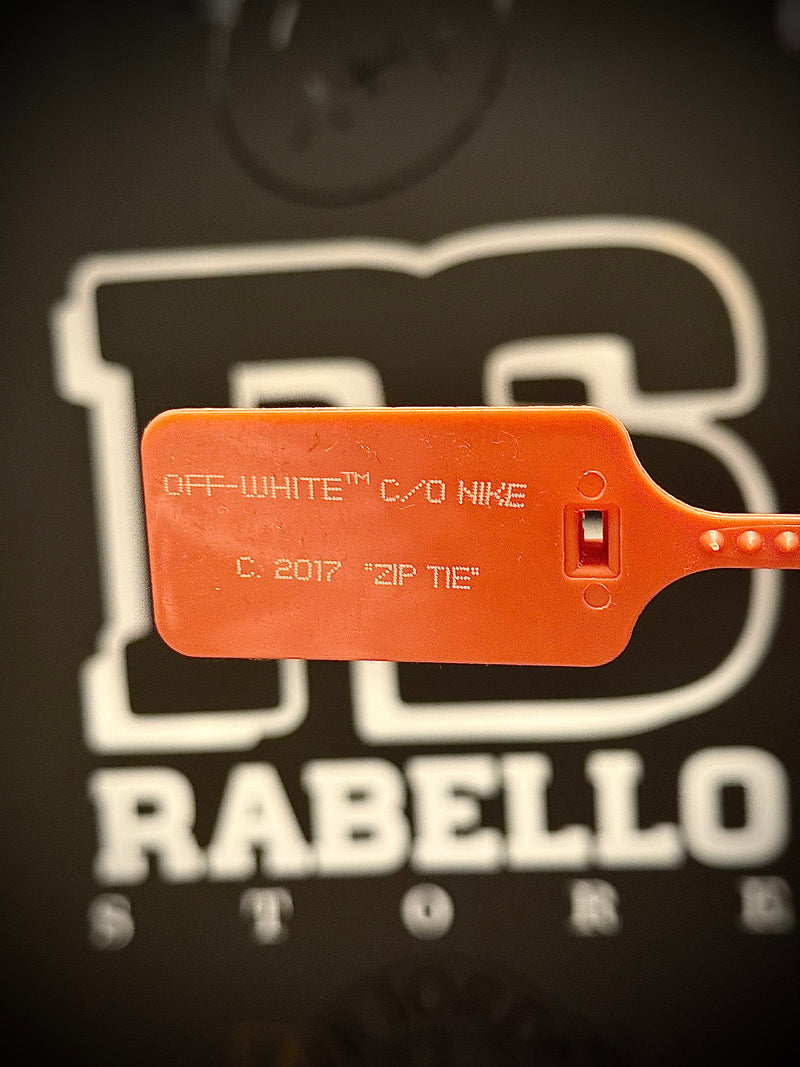 OFF-WHITE™ C/O NIKE
C. 2017 "ZIP TIE"
RABELLO
STORE